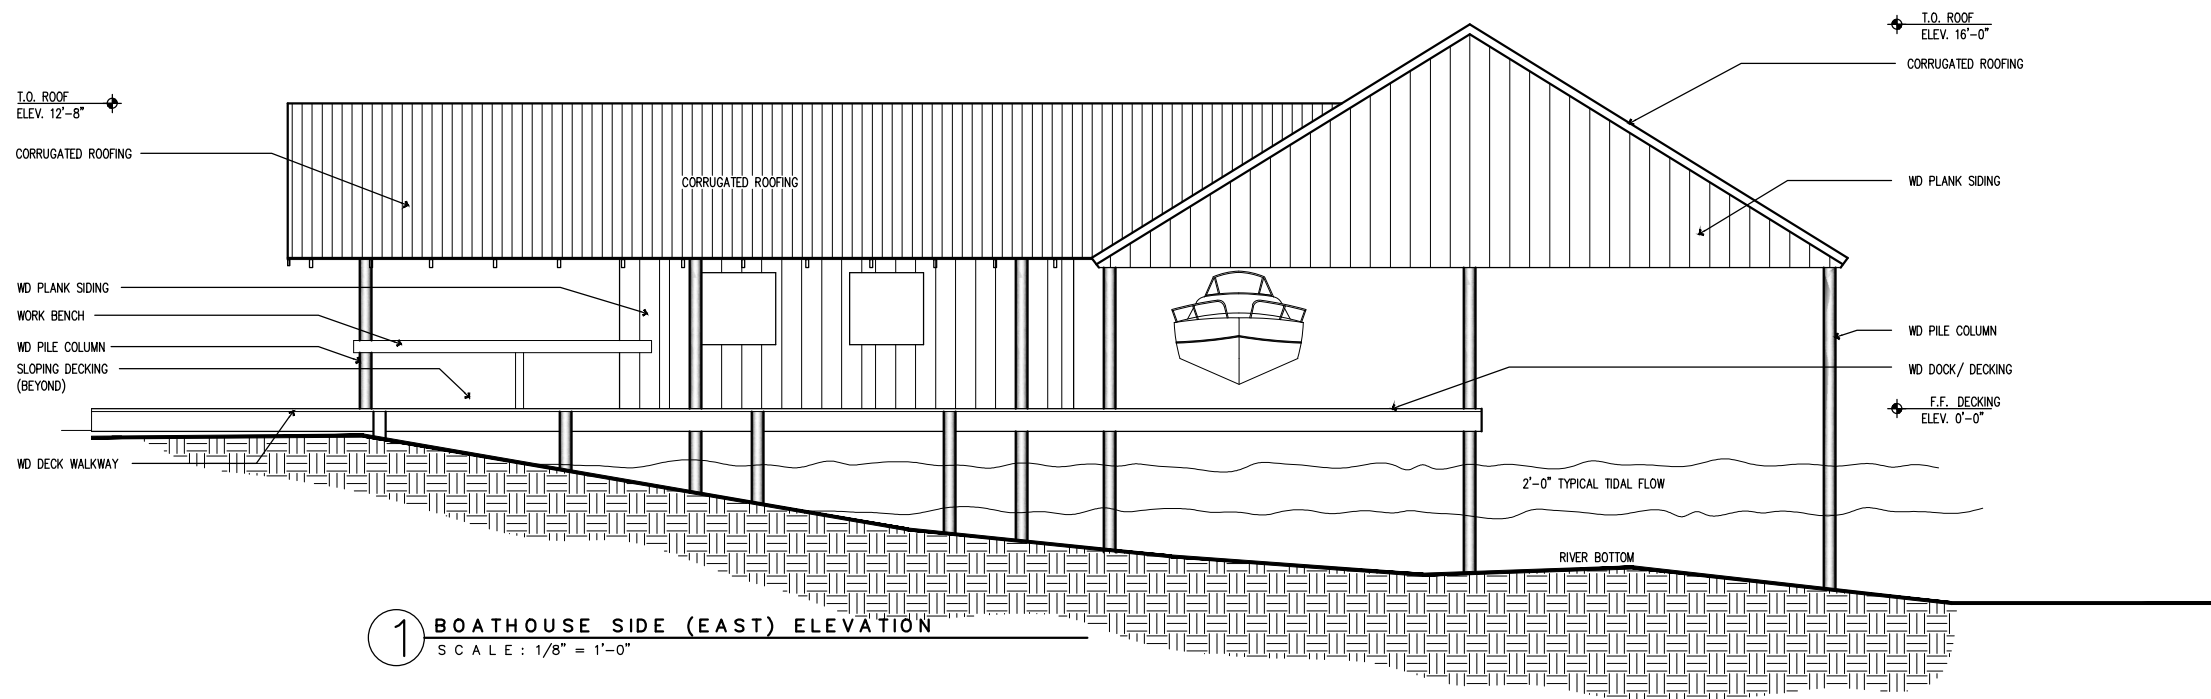 T.O. ROOF
ELEV. 16'-0"
CORRUGATED ROOFING
T.O. ROOF
ELEV. 12'-8"
CORRUGATED ROOFING
CORRUGATED ROOFING
WD PLANK SIDING
WD PLANK SIDING
WORK BENCH
WD PILE COLUMN
WD PILE COLUMN
SLOPING DECKING
(BEYOND)
WD DOCK/ DECKING
F.F. DECKING
ELEV. 0'-0"
WD DECK WALKWAY
2'-0" TYPICAL TIDAL FLOW
RIVER BOTTOM
1
BOATHOUSE SIDE (EAST) ELEVATION
SCALE: 1/8" = 1'-0"